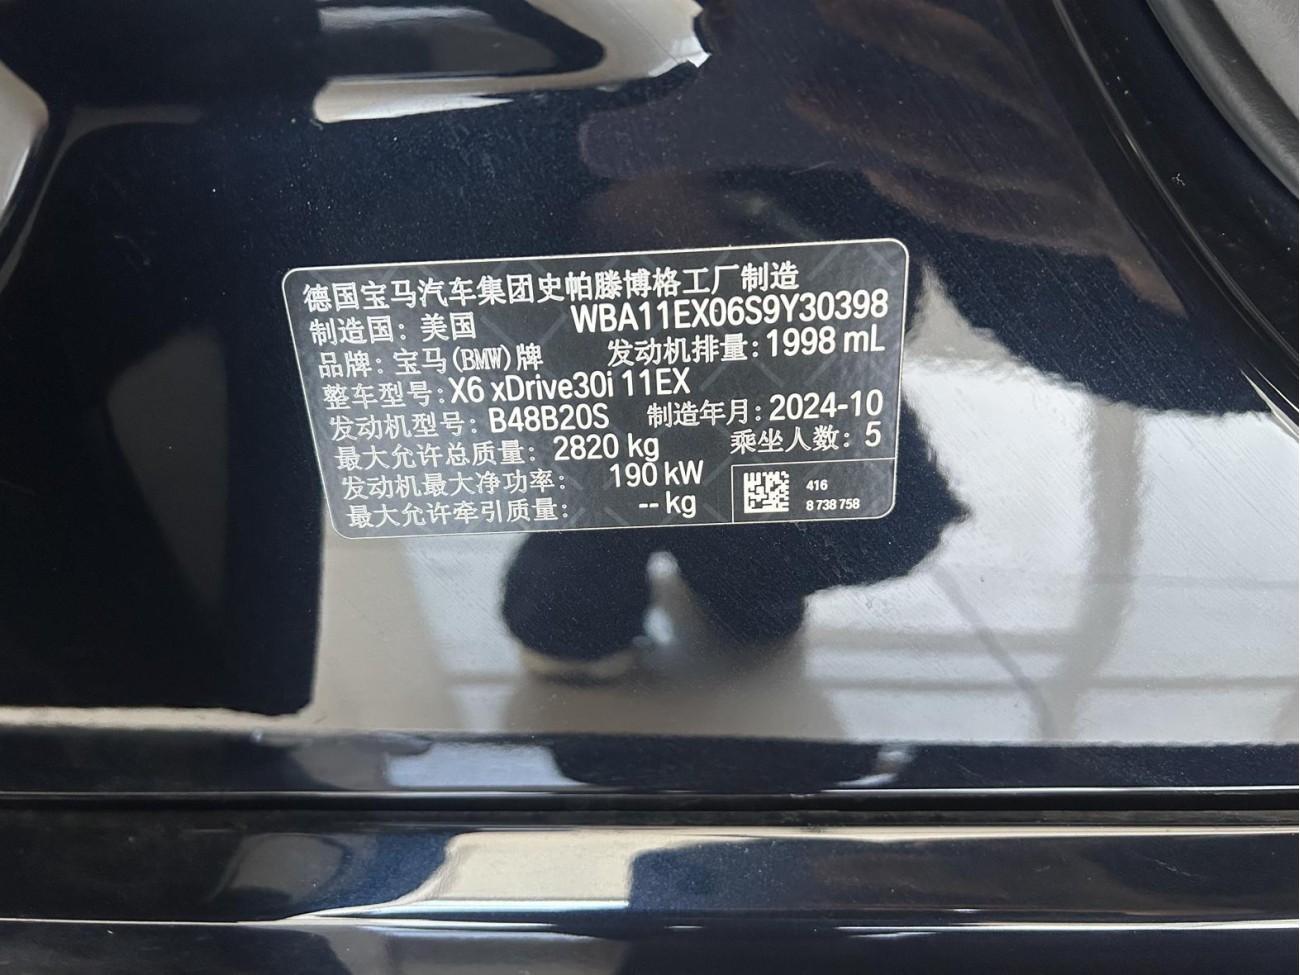 德国宝马汽车集团史帕滕博格工厂制造
制造国：美国 WBA11EX06S9Y30398
品牌：宝马(BMW)牌 发动机排量：1998 mL
整车型号：X6 xDrive30i 11EX
发动机型号：B48B20S 制造年月：2024-10
最大允许总质量：2820 kg 乘坐人数：5
发动机最大净功率：190 kW
最大允许牵引质量：-- kg
416
8 738 758